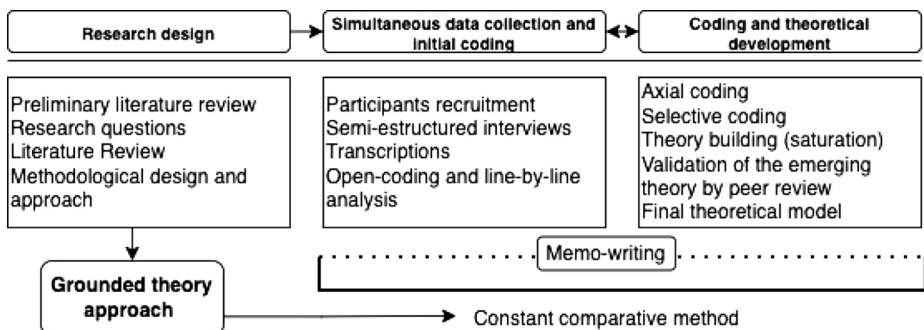 Research design
Simultaneous data collection and
initial coding
Coding and theoretical
development
Preliminary literature review
Research questions
Literature Review
Methodological design and
approach
Participants recruitment
Semi-estructured interviews
Transcriptions
Open-coding and line-by-line
analysis
Axial coding
Selective coding
Theory building (saturation)
Validation of the emerging
theory by peer review
Final theoretical model
Memo-writing
Grounded theory
approach
Constant comparative method